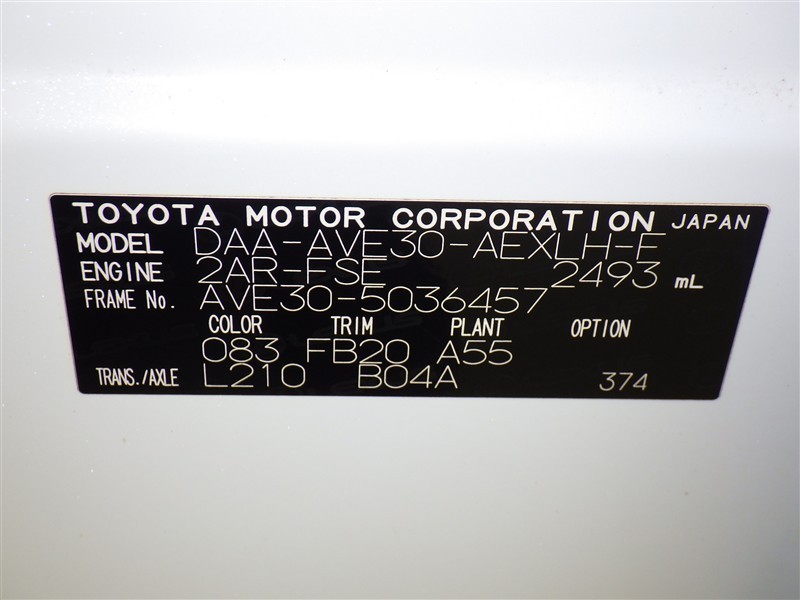 TOYOTA MOTOR CORPORATION JAPAN
MODEL DAA-AVE30-AEXLH-F
ENGINE 2AR-FSE 2493 mL
FRAME No. AVE30-5036457
COLOR TRIM PLANT OPTION
083 FB20 A55
TRANS./AXLE L210 B04A 374